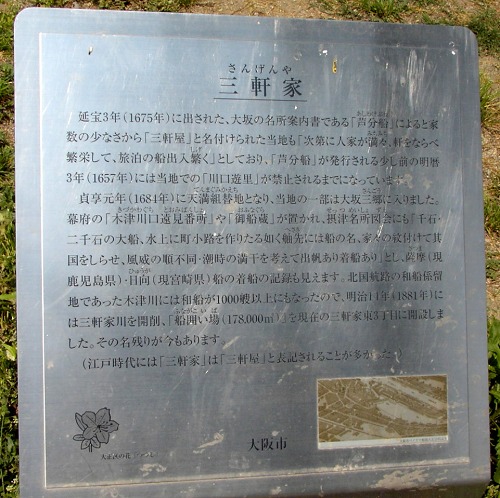 さんげんや
三軒家
延宝3年(1675年)に出された、大坂の名所案内書である「芦分船」によると家
数の少なさから「三軒屋」と名付けられた当地も「次第に人家が満々、軒をならべ
繁栄して、旅泊の船出入繁く」としており、「芦分船」が発行される少し前の明暦
3年(1657年)には当地での「川口遊里」が禁止されるまでになっています。
貞享元年(1684年)に天満組替地となり、当地の一部は大坂三郷に入りました。
幕府の「木津川口遠見番所」や「御船蔵」が置かれ、摂津名所図会にも「千石・
二千石の大船、水上に町小路を作りたる如く舳先には船の名、家々の紋付けて其
国をしらせ、風威の順不同・潮時の満干を考えて出帆あり着船あり」とし、薩摩(現
鹿児島県)・日向(現宮崎県)船の着船の記録も見えます。北国航路の和船係留
地であった木津川には和船が1000艘以上にもなったので、明治11年(1881年)に
は三軒家川を開削、「船囲い場(178,000㎡)」を現在の三軒家東3丁目に開設しま
した。その名残りが今もあります。
(江戸時代には「三軒家」は「三軒屋」と表記されることが多かった。)
大正区の花 ツツジ
大阪市